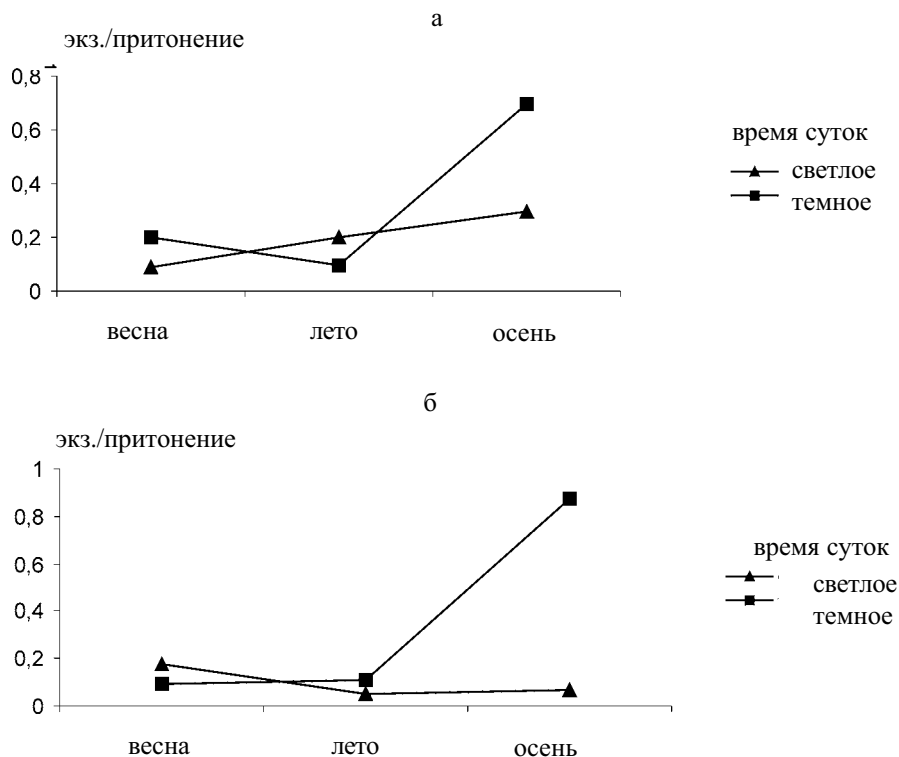 а
экз./притонение
0,8
0,6
0,4
0,2
0
весна лето осень
время суток
светлое
темное
б
экз./притонение
1
0,8
0,6
0,4
0,2
0
весна лето осень
время суток
светлое
темное